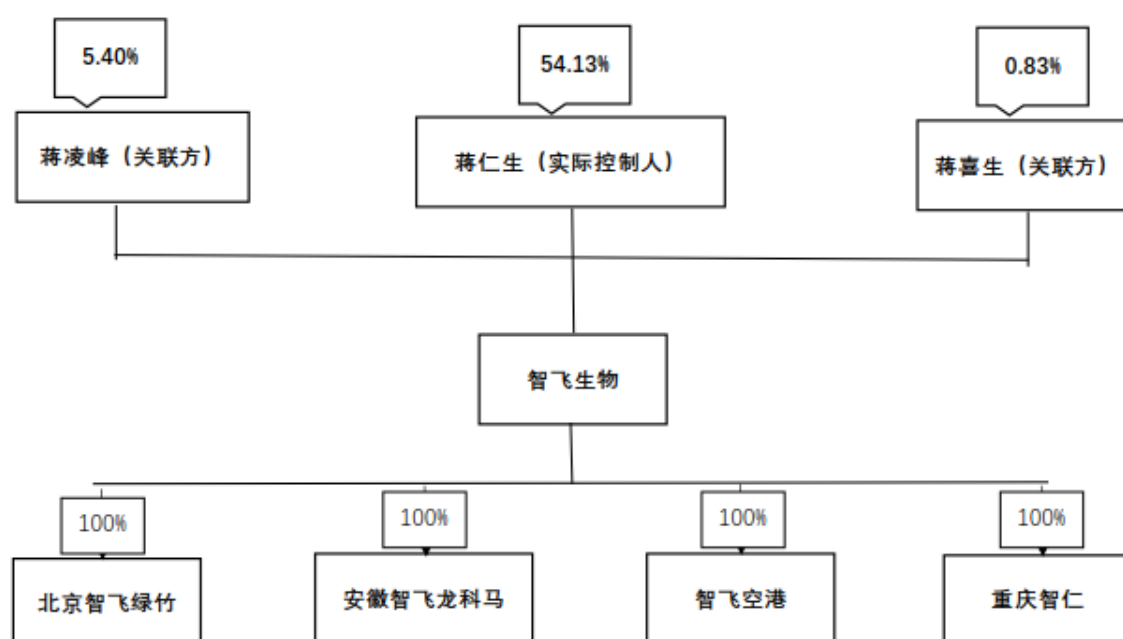 5.40%
54.13%
0.83%
蒋凌峰（关联方）
蒋仁生（实际控制人）
蒋喜生（关联方）
智飞生物
100%
100%
100%
100%
北京智飞绿竹
安徽智飞龙科马
智飞空港
重庆智仁